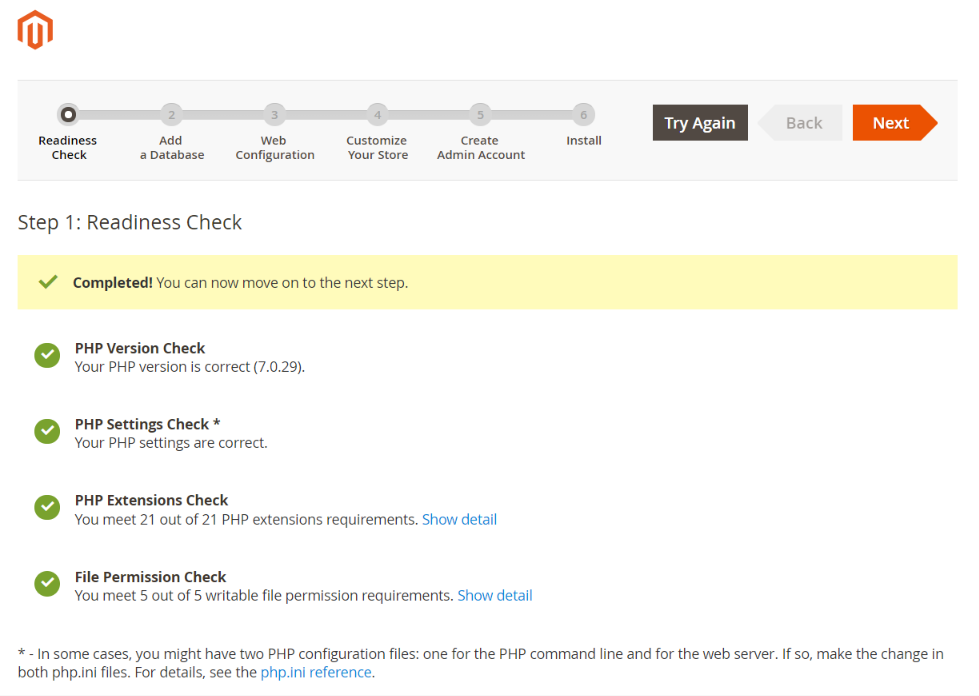 2 3 4 5 6
Readiness Check
Add a Database
Web Configuration
Customize Your Store
Create Admin Account
Install
Try Again
Back
Next
Step 1: Readiness Check
Completed! You can now move on to the next step.
PHP Version Check
Your PHP version is correct (7.0.29).
PHP Settings Check *
Your PHP settings are correct.
PHP Extensions Check
You meet 21 out of 21 PHP extensions requirements. Show detail
File Permission Check
You meet 5 out of 5 writable file permission requirements. Show detail
* - In some cases, you might have two PHP configuration files: one for the PHP command line and for the web server. If so, make the change in
both php.ini files. For details, see the php.ini reference.